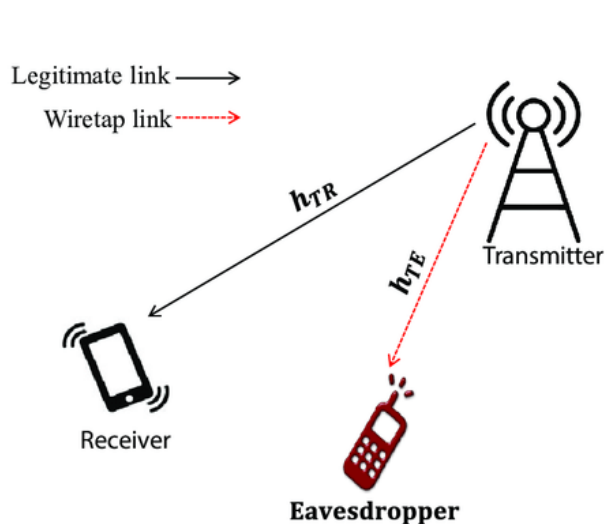 Legitimate link
Wiretap link
h_TR
h_TE
Transmitter
Receiver
Eavesdropper